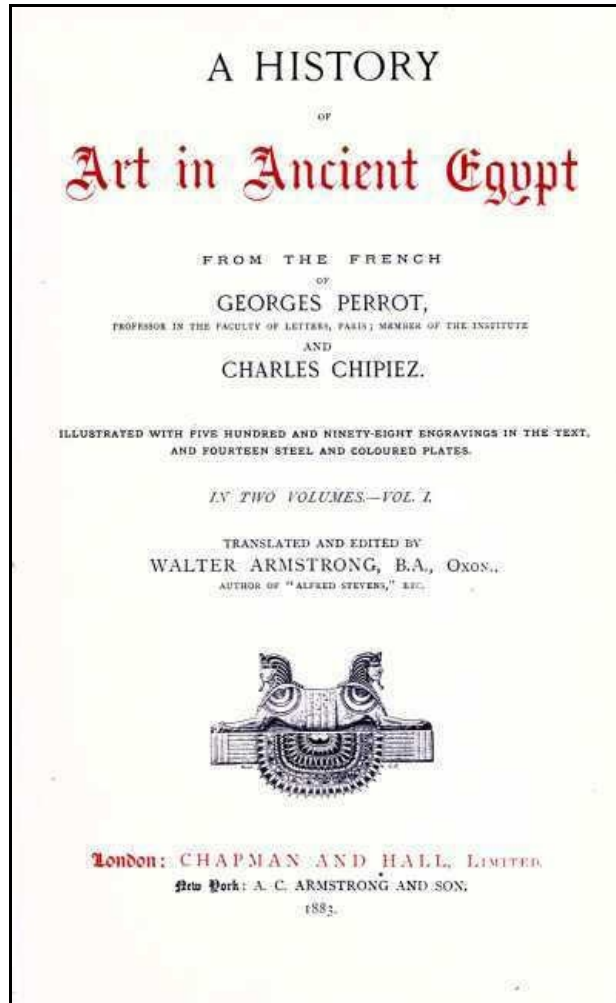 A HISTORY
OF
Art in Ancient Egypt
FROM THE FRENCH
OF
GEORGES PERROT,
PROFESSOR IN THE FACULTY OF LETTERS, PARIS; MEMBER OF THE INSTITUTE
AND
CHARLES CHIPIEZ.
ILLUSTRATED WITH FIVE HUNDRED AND NINETY-EIGHT ENGRAVINGS IN THE TEXT,
AND FOURTEEN STEEL AND COLOURED PLATES.
IN TWO VOLUMES.—VOL. I.
TRANSLATED AND EDITED BY
WALTER ARMSTRONG, B.A., OXON.,
AUTHOR OF "ALFRED STEVENS," ETC.
London: CHAPMAN AND HALL, LIMITED.
New York: A. C. ARMSTRONG AND SON.
1883.